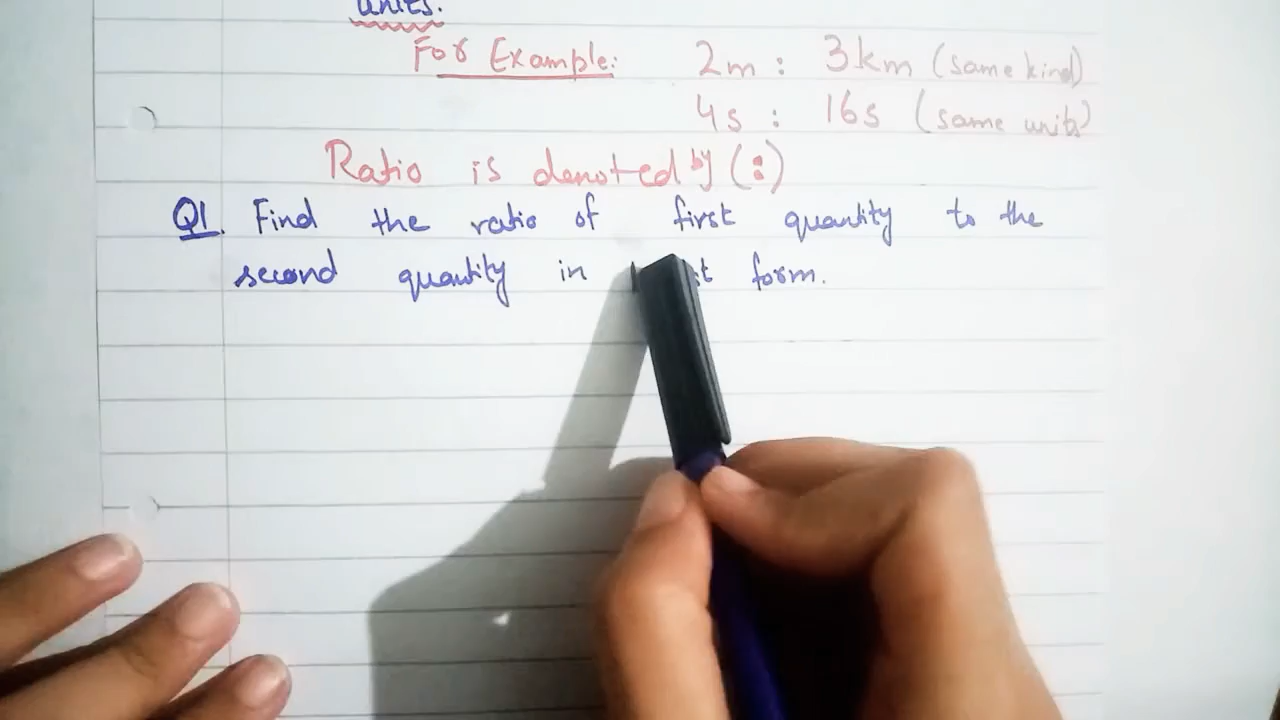 units.
For Example: 2m : 3km (same kind)
4s : 16s (same units)
Ratio is denoted by (:)
Q1. Find the ratio of first quantity to the
second quantity in form.